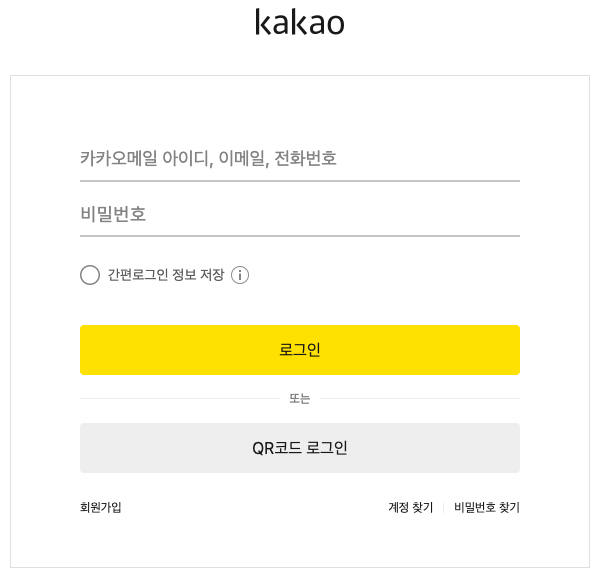 kakao
카카오메일 아이디, 이메일, 전화번호
비밀번호
간편로그인 정보 저장
로그인
또는
QR코드 로그인
회원가입 계정 찾기 비밀번호 찾기